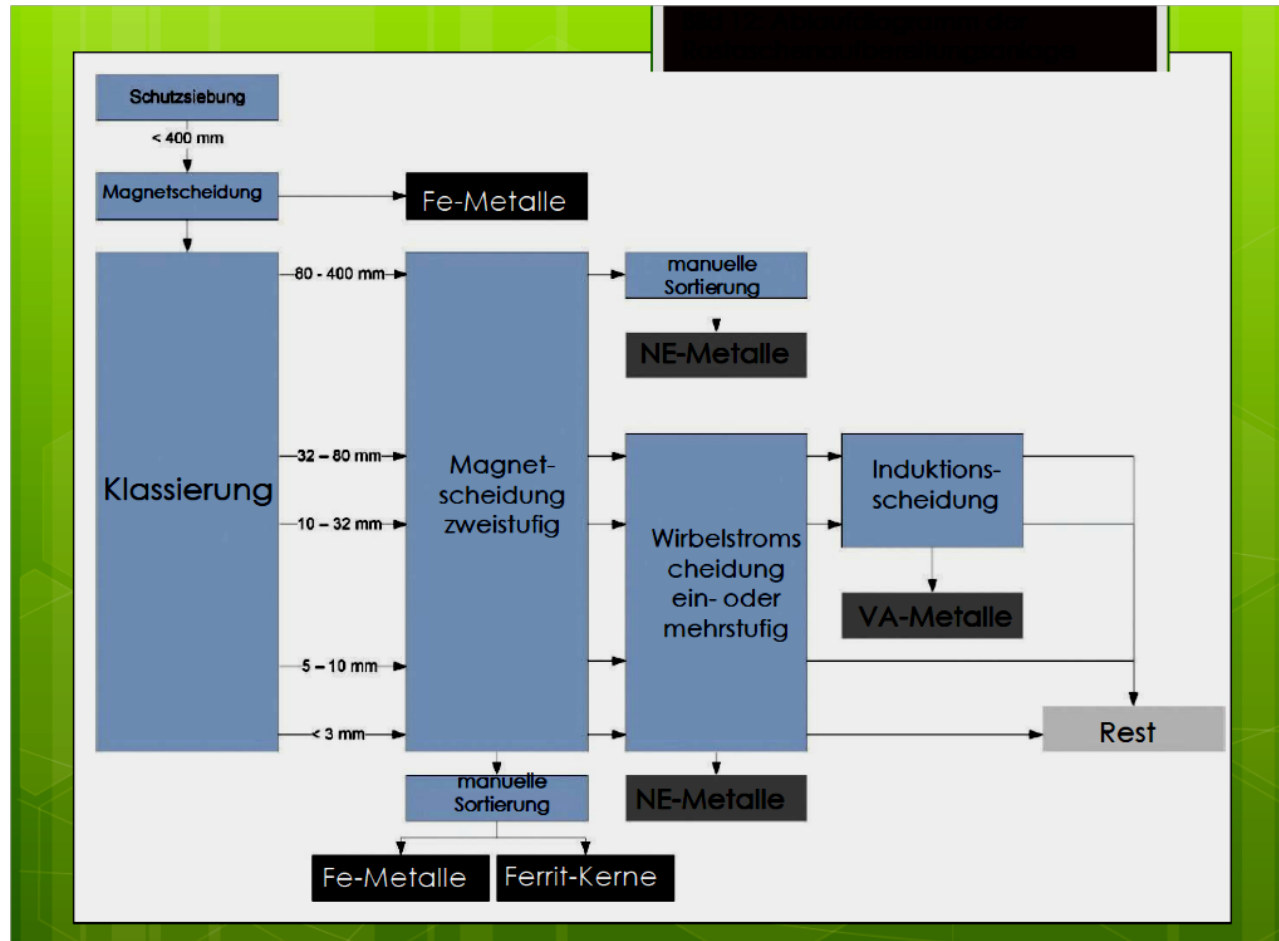 Schutzsiebung
< 400 mm
Magnetscheidung
Fe-Metalle
Klassierung
80 - 400 mm
32 – 80 mm
10 – 32 mm
5 – 10 mm
< 3 mm
Magnet-
scheidung
zweistufig
manuelle
Sortierung
NE-Metalle
Wirbelstroms
cheidung
ein- oder
mehrstufig
Induktions-
scheidung
VA-Metalle
Rest
manuelle
Sortierung
NE-Metalle
Fe-Metalle
Ferrit-Kerne